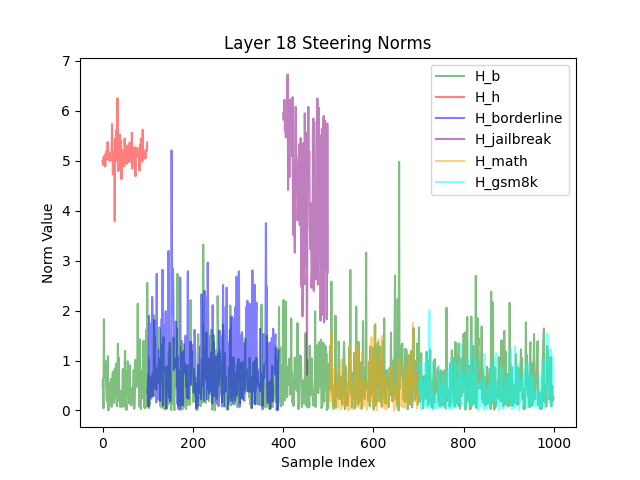 Layer 18 Steering Norms
7
6
5
4
3
2
1
0
Norm Value
H_b
H_h
H_borderline
H_jailbreak
H_math
H_gsm8k
0 200 400 600 800 1000
Sample Index